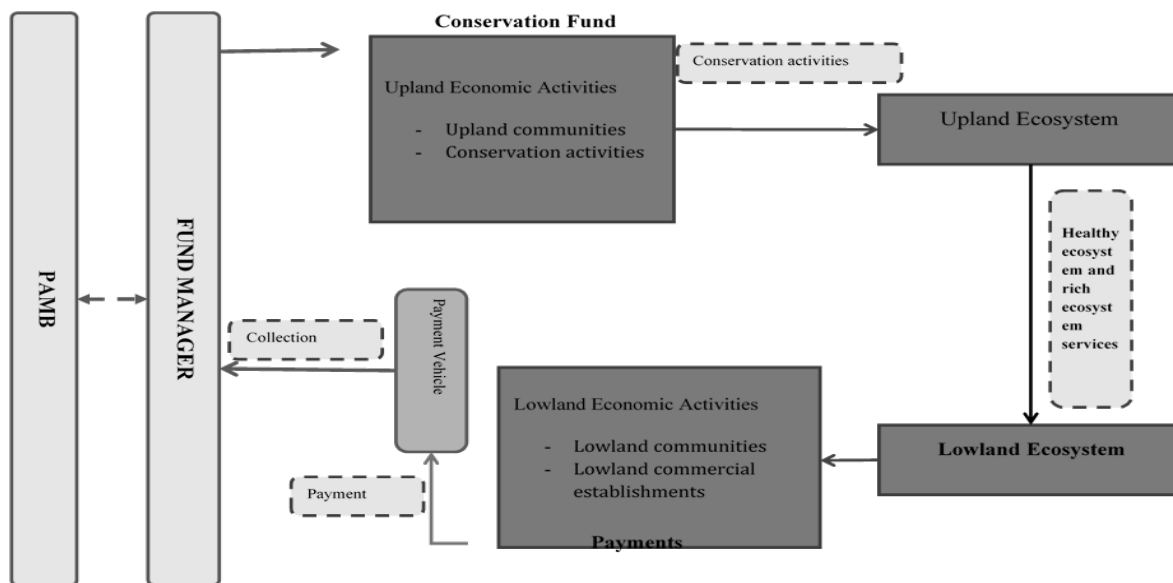 Conservation Fund
Conservation activities
Upland Economic Activities
- Upland communities
- Conservation activities
Upland Ecosystem
PAMB
FUND MANAGER
Healthy
ecosyst
em and
rich
ecosyst
em
services
Payment Vehicle
Collection
Lowland Economic Activities
- Lowland communities
- Lowland commercial
establishments
Lowland Ecosystem
Payment
Payments